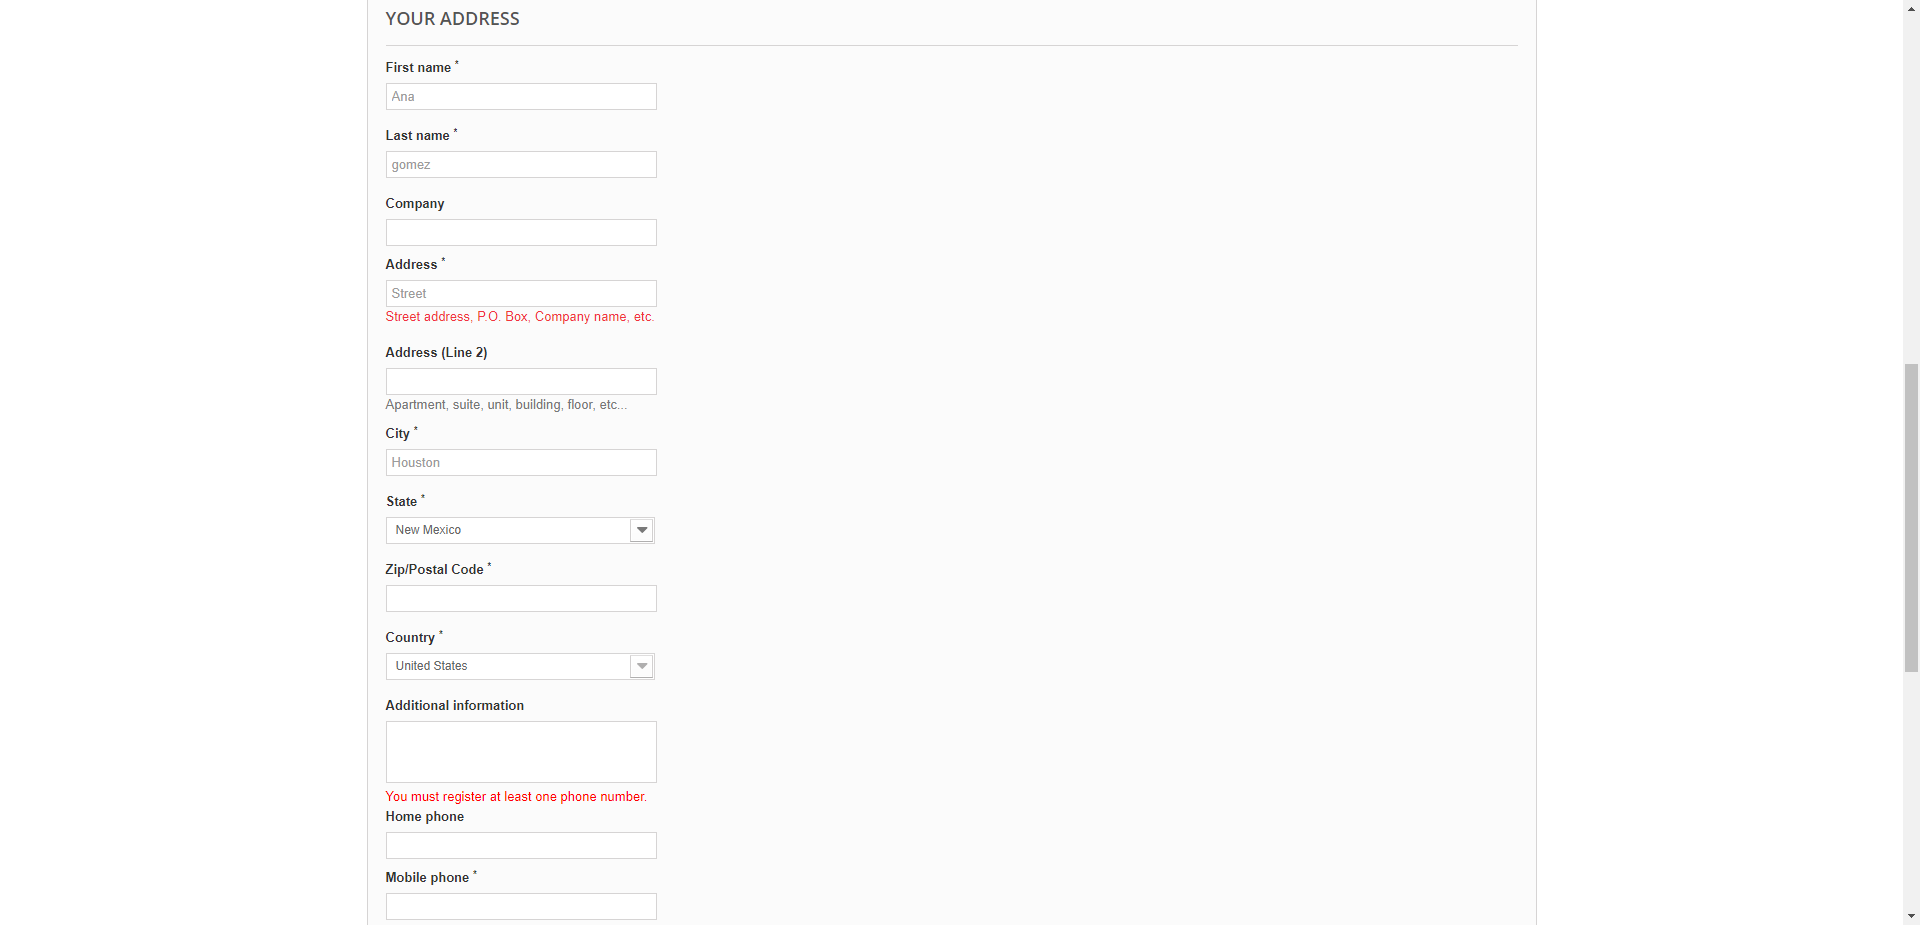 YOUR ADDRESS
First name *
Ana
Last name *
gomez
Company
Address *
Street
Street address, P.O. Box, Company name, etc.
Address (Line 2)
Apartment, suite, unit, building, floor, etc...
City *
Houston
State *
New Mexico
Zip/Postal Code *
Country *
United States
Additional information
You must register at least one phone number.
Home phone
Mobile phone *